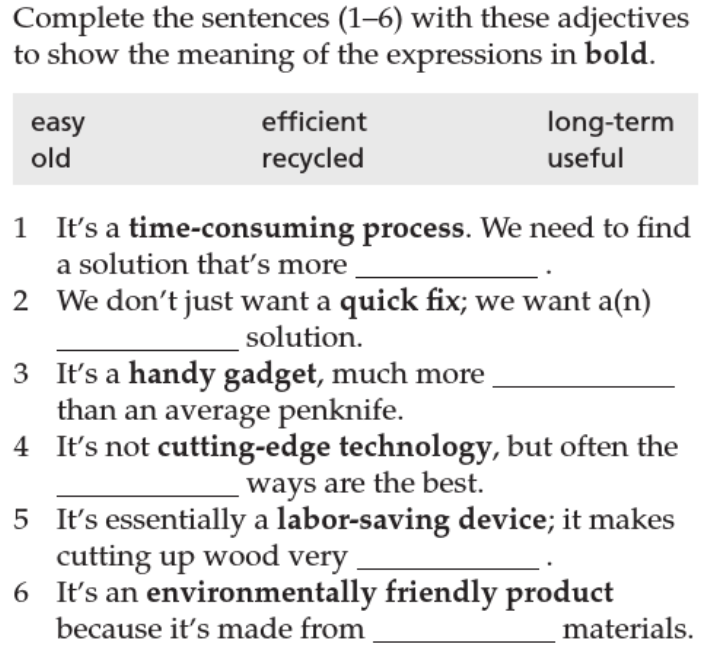 Complete the sentences (1–6) with these adjectives
to show the meaning of the expressions in bold.
easy efficient long-term
old recycled useful
1 It's a time-consuming process. We need to find
a solution that's more ____________ .
2 We don't just want a quick fix; we want a(n)
____________ solution.
3 It's a handy gadget, much more ____________
than an average penknife.
4 It's not cutting-edge technology, but often the
____________ ways are the best.
5 It's essentially a labor-saving device; it makes
cutting up wood very ____________ .
6 It's an environmentally friendly product
because it's made from ____________ materials.